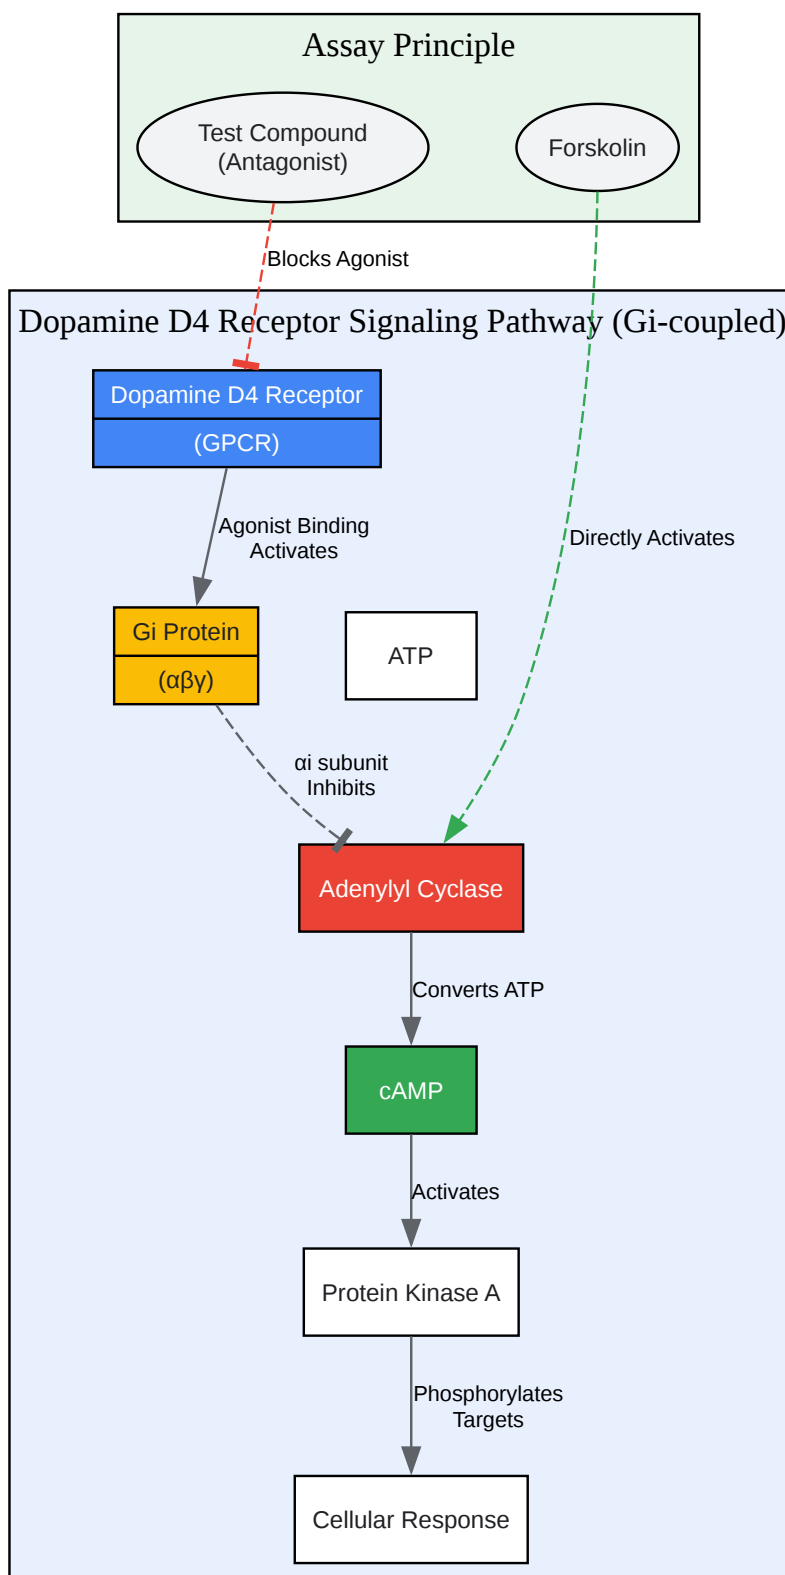 Assay Principle
Test Compound
(Antagonist)
Forskolin
Blocks Agonist
Dopamine D4 Receptor Signaling Pathway (Gi-coupled)
Dopamine D4 Receptor
(GPCR)
Agonist Binding
Activates
Directly Activates
Gi Protein
(αβγ)
ATP
αi subunit
Inhibits
Adenylyl Cyclase
Converts ATP
cAMP
Activates
Protein Kinase A
Phosphorylates
Targets
Cellular Response